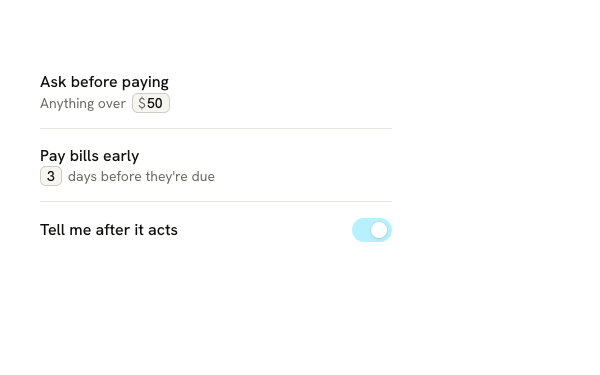 Ask before paying
Anything over $50
Pay bills early
3 days before they're due
Tell me after it acts